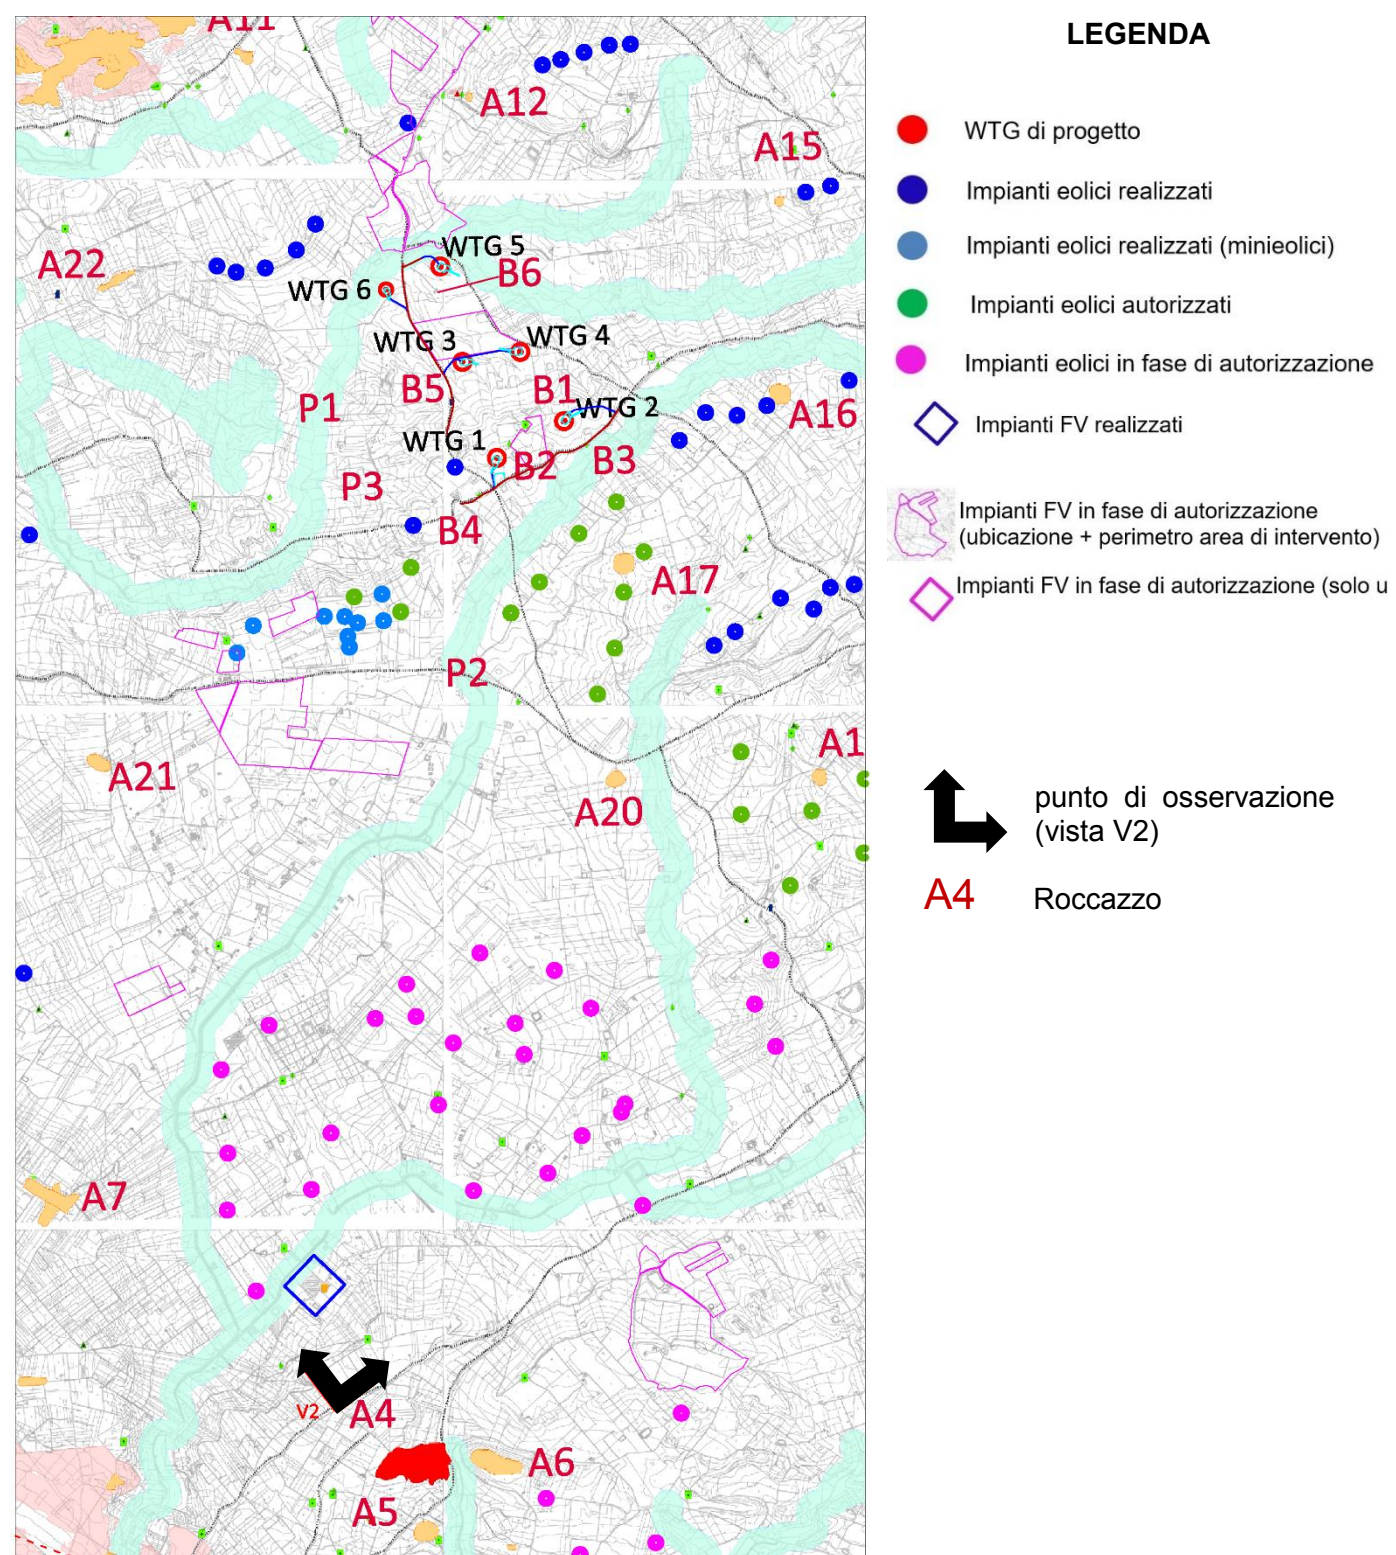 A11
A12
A15
A22
WTG 5
B6
WTG 6
WTG 3
WTG 4
B5
B1
P1
WTG 2
A16
WTG 1
B2
B3
P3
B4
A17
P2
A21
A1
A20
A7
V2
A4
A6
A5
LEGENDA
WTG di progetto
Impianti eolici realizzati
Impianti eolici realizzati (minieolici)
Impianti eolici autorizzati
Impianti eolici in fase di autorizzazione
Impianti FV realizzati
Impianti FV in fase di autorizzazione
(ubicazione + perimetro area di intervento)
Impianti FV in fase di autorizzazione (solo u
punto di osservazione
(vista V2)
A4 Roccazzo